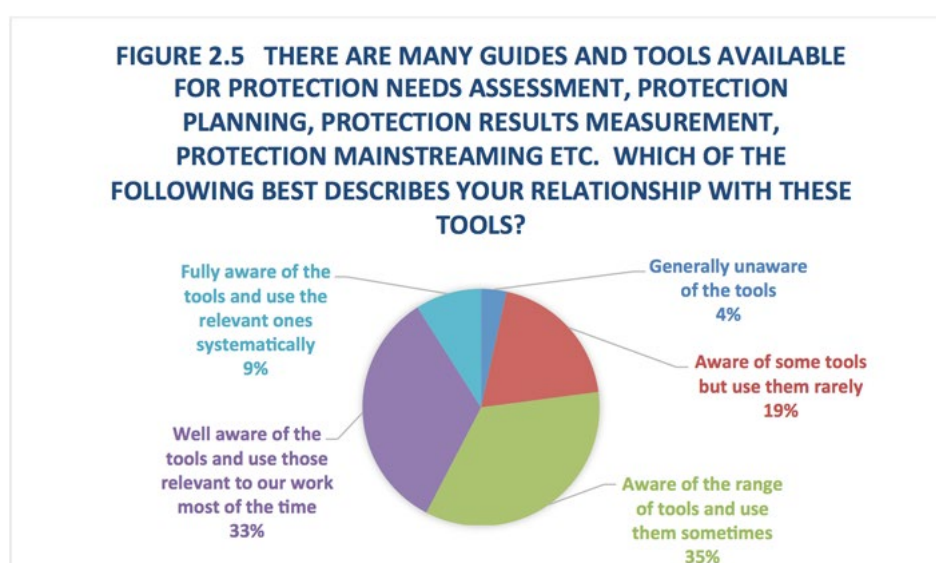 FIGURE 2.5 THERE ARE MANY GUIDES AND TOOLS AVAILABLE
FOR PROTECTION NEEDS ASSESSMENT, PROTECTION
PLANNING, PROTECTION RESULTS MEASUREMENT,
PROTECTION MAINSTREAMING ETC. WHICH OF THE
FOLLOWING BEST DESCRIBES YOUR RELATIONSHIP WITH THESE
TOOLS?
Generally unaware
of the tools
4%
Aware of some tools
but use them rarely
19%
Aware of the range
of tools and use
them sometimes
35%
Well aware of the
tools and use those
relevant to our work
most of the time
33%
Fully aware of the
tools and use the
relevant ones
systematically
9%